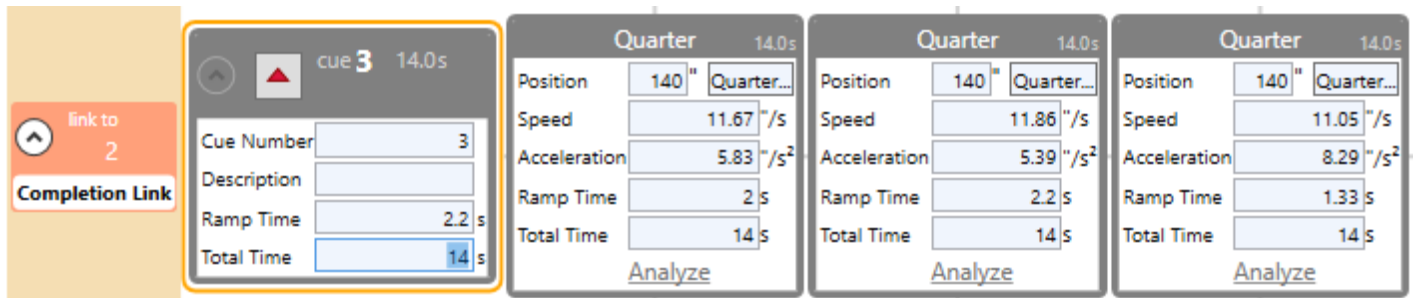 link to
2
Completion Link
cue 3 14.0s
Cue Number 3
Description
Ramp Time 2.2 s
Total Time 14 s
Quarter 14.0s
Position 140 " Quarter...
Speed 11.67 "/s
Acceleration 5.83 "/s²
Ramp Time 2 s
Total Time 14 s
Analyze
Quarter 14.0s
Position 140 " Quarter...
Speed 11.86 "/s
Acceleration 5.39 "/s²
Ramp Time 2.2 s
Total Time 14 s
Analyze
Quarter 14.0s
Position 140 " Quarter...
Speed 11.05 "/s
Acceleration 8.29 "/s²
Ramp Time 1.33 s
Total Time 14 s
Analyze